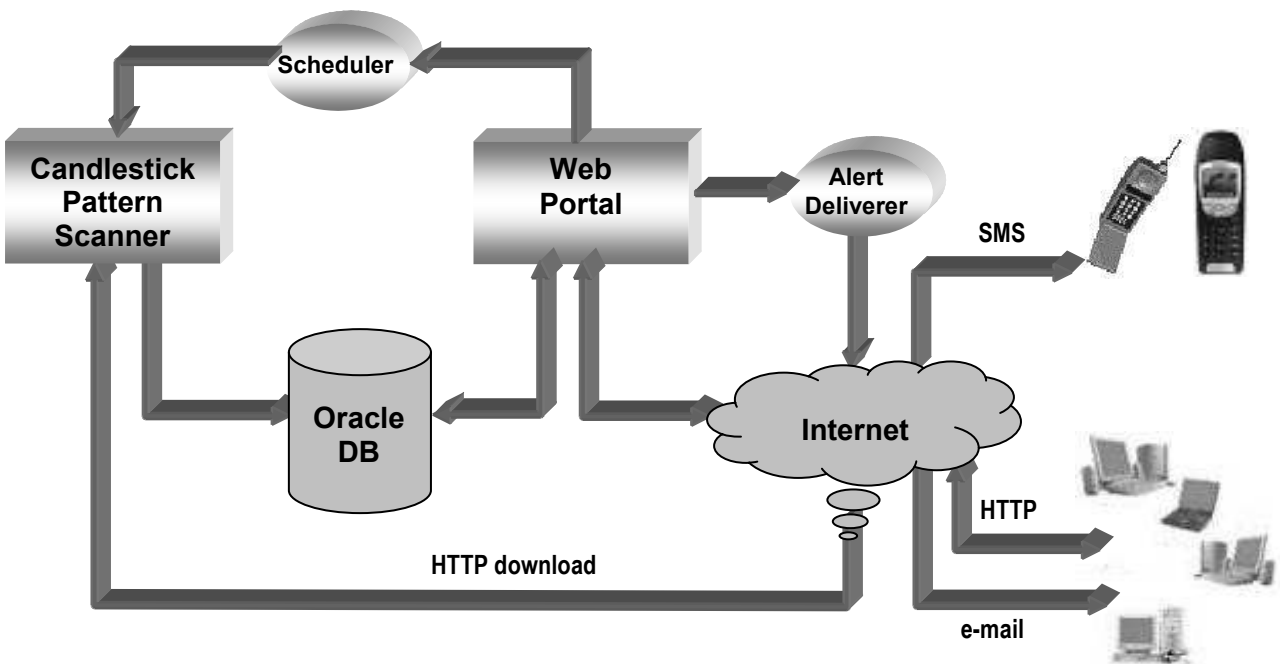 Scheduler
Candlestick
Pattern
Scanner
Web
Portal
Alert
Deliverer
SMS
Oracle
DB
Internet
HTTP
HTTP download
e-mail